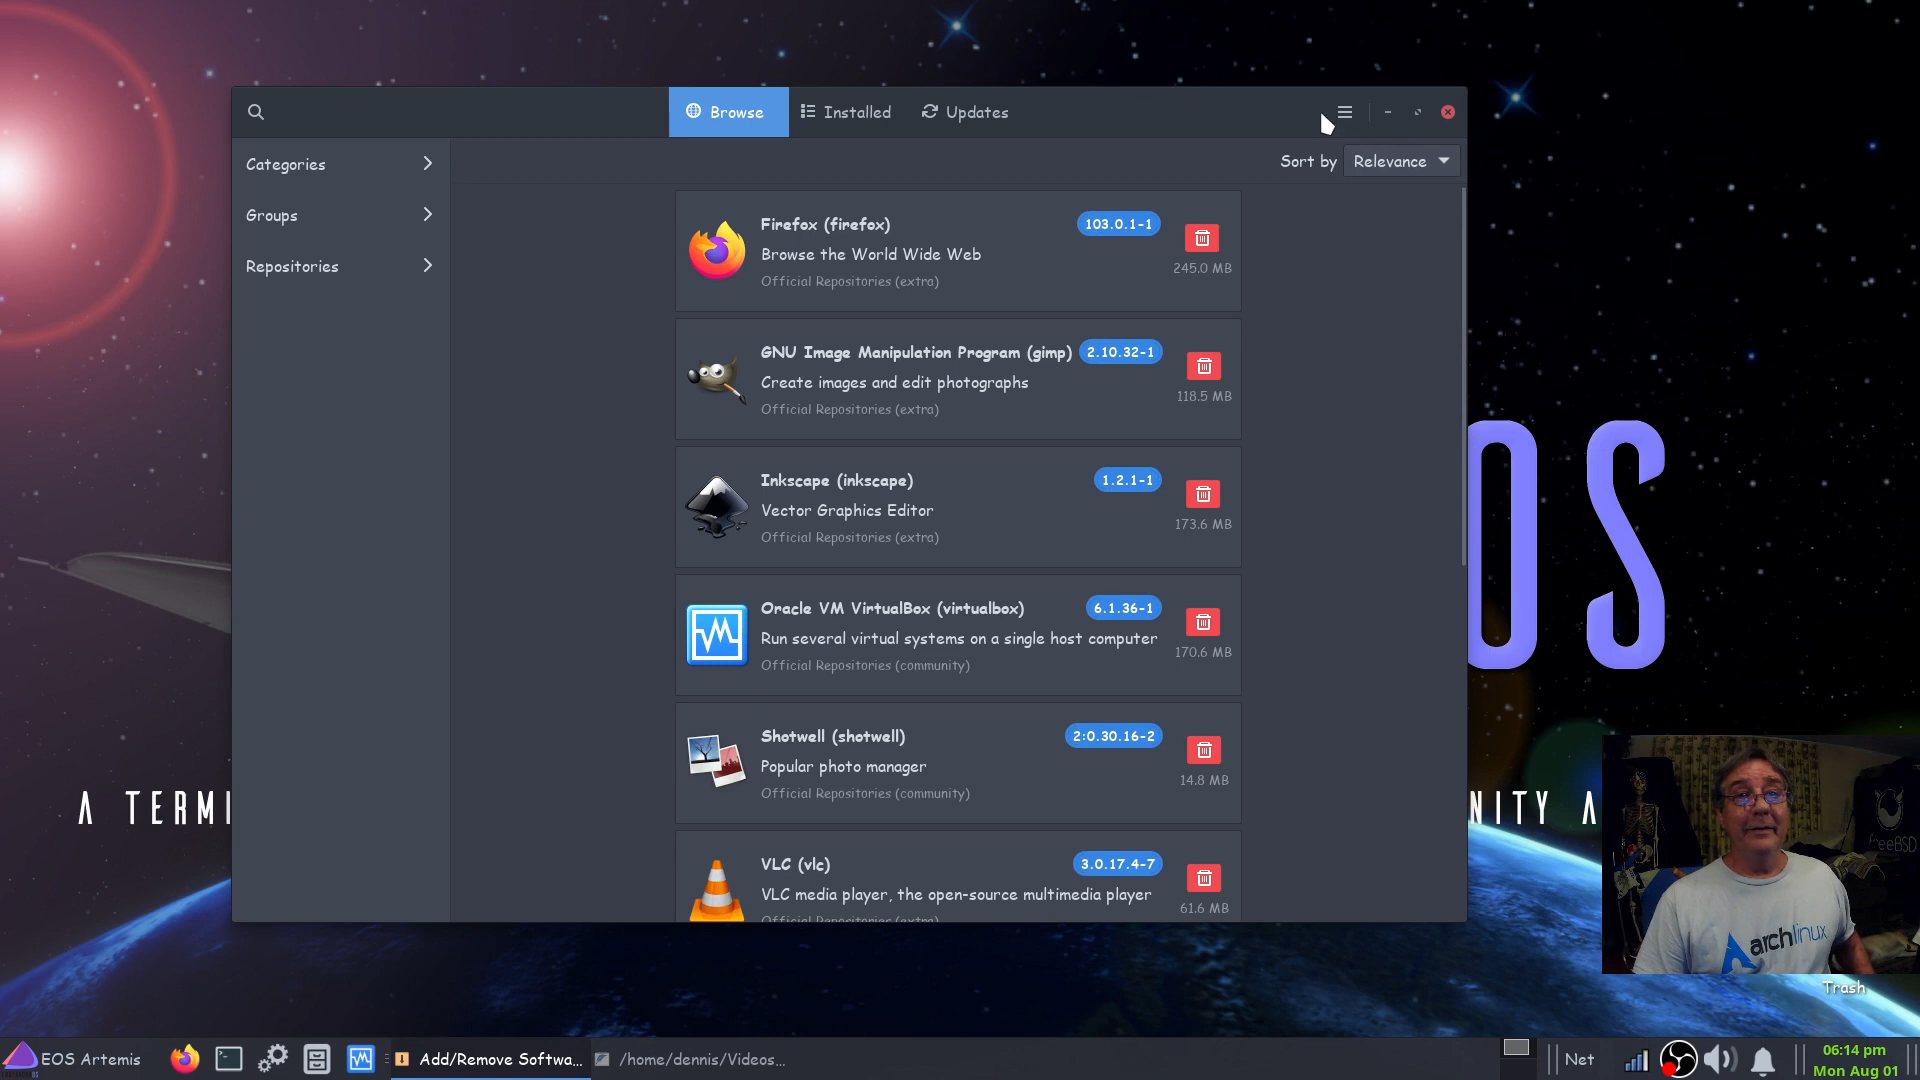 Browse
Installed
Updates
Sort by
Relevance
Categories
Groups
Repositories
Firefox (firefox)
103.0.1-1
Browse the World Wide Web
245.0 MB
Official Repositories (extra)
GNU Image Manipulation Program (gimp)
2.10.32-1
Create images and edit photographs
118.5 MB
Official Repositories (extra)
Inkscape (inkscape)
1.2.1-1
Vector Graphics Editor
173.6 MB
Official Repositories (extra)
Oracle VM VirtualBox (virtualbox)
6.1.36-1
Run several virtual systems on a single host computer
170.6 MB
Official Repositories (community)
Shotwell (shotwell)
2:0.30.16-2
Popular photo manager
14.8 MB
Official Repositories (community)
VLC (vlc)
3.0.17.4-7
VLC media player, the open-source multimedia player
61.6 MB
Official Repositories (extra)
OS
A TERMI
NITY A
freeBSD
archlinux
Trash
EOS Artemis
Add/Remove Softwa...
/home/dennis/Videos...
Net
06:14 pm
Mon Aug 01